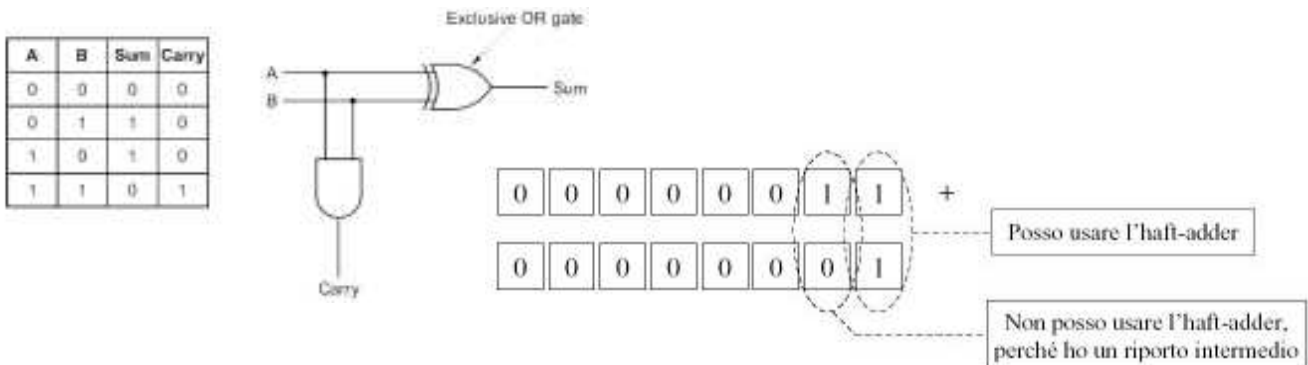 Exclusive OR gate
A B Sum Carry
0 0 0 0
0 1 1 0
1 0 1 0
1 1 0 1
A
B
Sum
Carry
0 0 0 0 0 0 1 1 +
0 0 0 0 0 0 0 1
Posso usare l'haft-adder
Non posso usare l'haft-adder,
perché ho un riporto intermedio